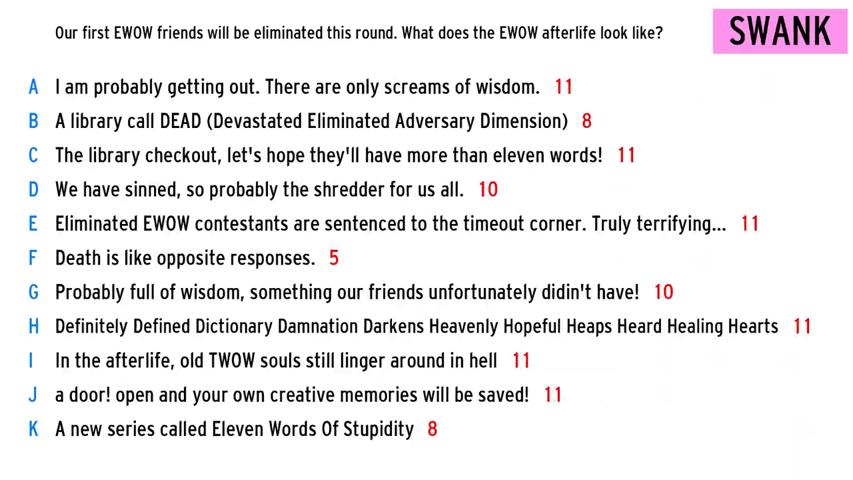 Our first EWOW friends will be eliminated this round. What does the EWOW afterlife look like?
SWANK
A I am probably getting out. There are only screams of wisdom. 11
B A library call DEAD (Devastated Eliminated Adversary Dimension) 8
C The library checkout, let's hope they'll have more than eleven words! 11
D We have sinned, so probably the shredder for us all. 10
E Eliminated EWOW contestants are sentenced to the timeout corner. Truly terrifying... 11
F Death is like opposite responses. 5
G Probably full of wisdom, something our friends unfortunately didin't have! 10
H Definitely Defined Dictionary Damnation Darkens Heavenly Hopeful Heaps Heard Healing Hearts 11
I In the afterlife, old TWOW souls still linger around in hell 11
J a door! open and your own creative memories will be saved! 11
K A new series called Eleven Words Of Stupidity 8